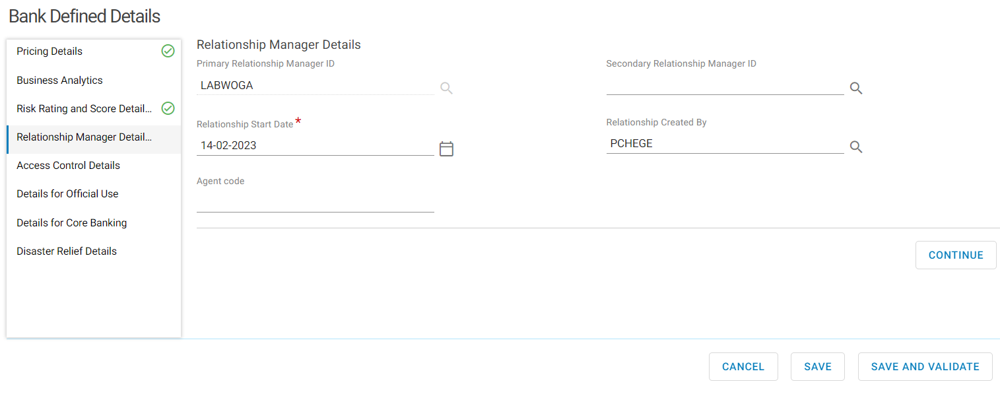 Bank Defined Details
Pricing Details
Business Analytics
Risk Rating and Score Detail...
Relationship Manager Detail...
Access Control Details
Details for Official Use
Details for Core Banking
Disaster Relief Details
Relationship Manager Details
Primary Relationship Manager ID
LABWOGA
Secondary Relationship Manager ID
Relationship Start Date *
14-02-2023
Relationship Created By
PCHEGE
Agent code
CONTINUE
CANCEL
SAVE
SAVE AND VALIDATE